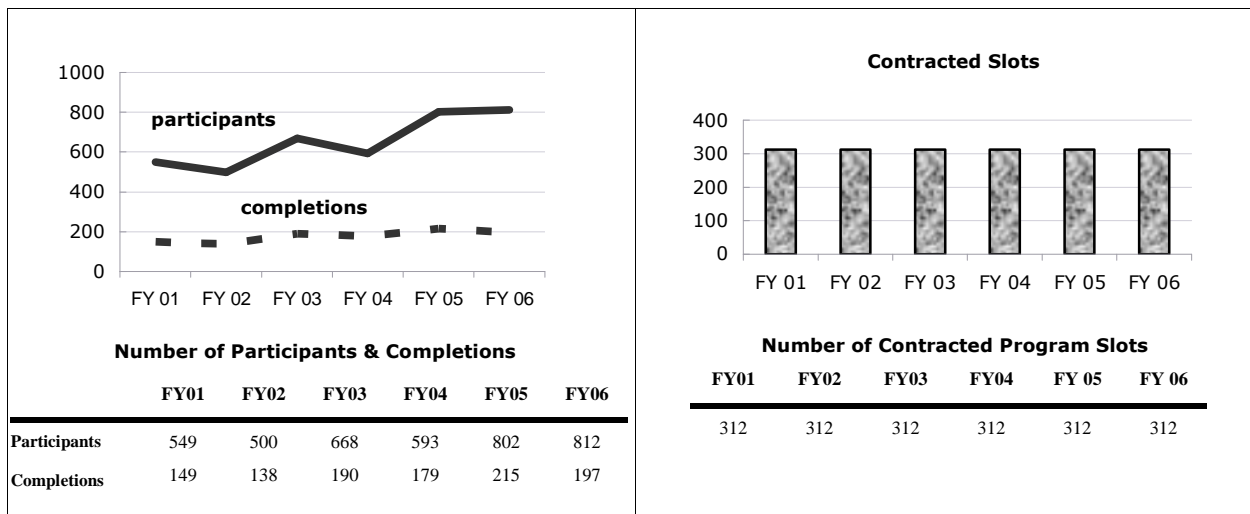 1000
800
600
400
200
0
participants
completions
FY 01 FY 02 FY 03 FY 04 FY 05 FY 06
Number of Participants & Completions
FY01 FY02 FY03 FY04 FY05 FY06
Participants 549 500 668 593 802 812
Completions 149 138 190 179 215 197
Contracted Slots
400
300
200
100
0
FY 01 FY 02 FY 03 FY 04 FY 05 FY 06
Number of Contracted Program Slots
FY01 FY02 FY03 FY04 FY 05 FY 06
312 312 312 312 312 312